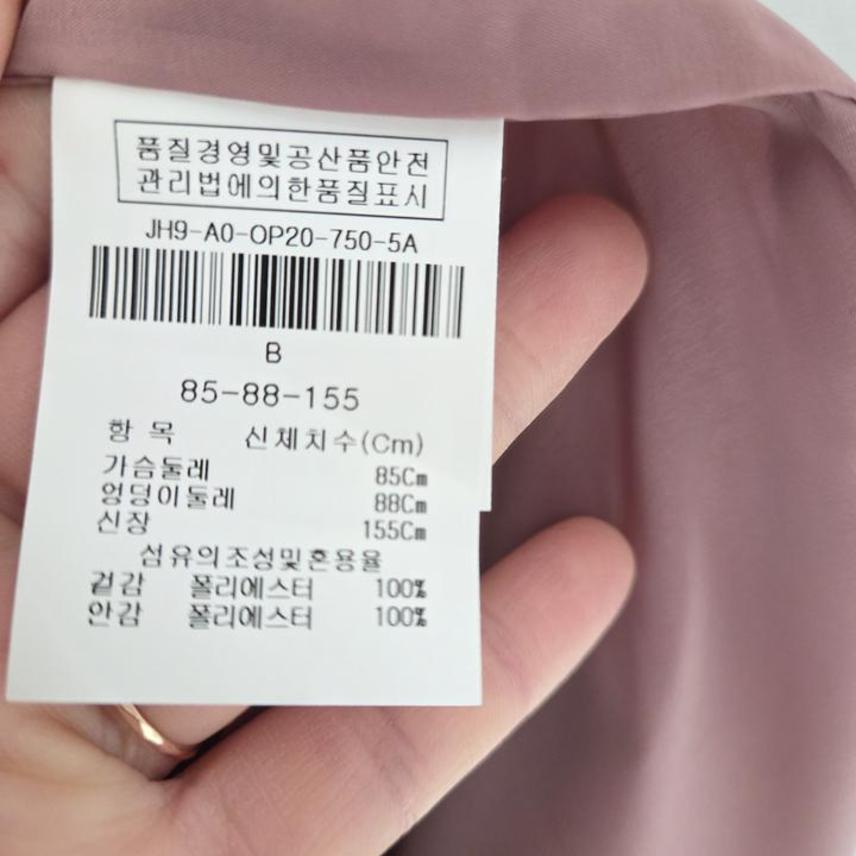 품질경영및공산품안전
관리법에의한품질표시
JH9-A0-OP20-750-5A
B
85-88-155
항 목 신체치수(Cm)
가슴둘레 85Cm
엉덩이둘레 88Cm
신장 155Cm
섬유의조성및혼용율
겉감 폴리에스터 100%
안감 폴리에스터 100%